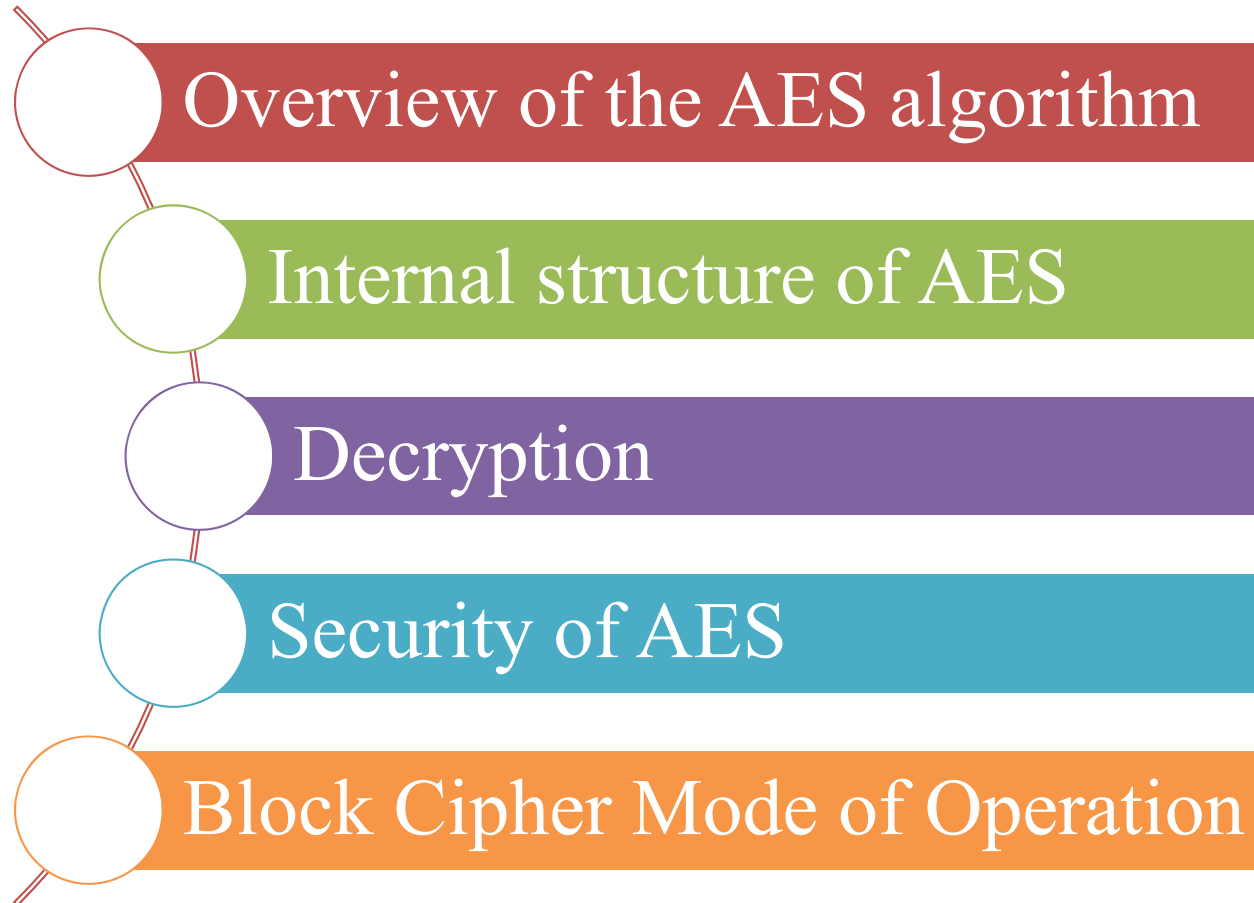 Overview of the AES algorithm
Internal structure of AES
Decryption
Security of AES
Block Cipher Mode of Operation